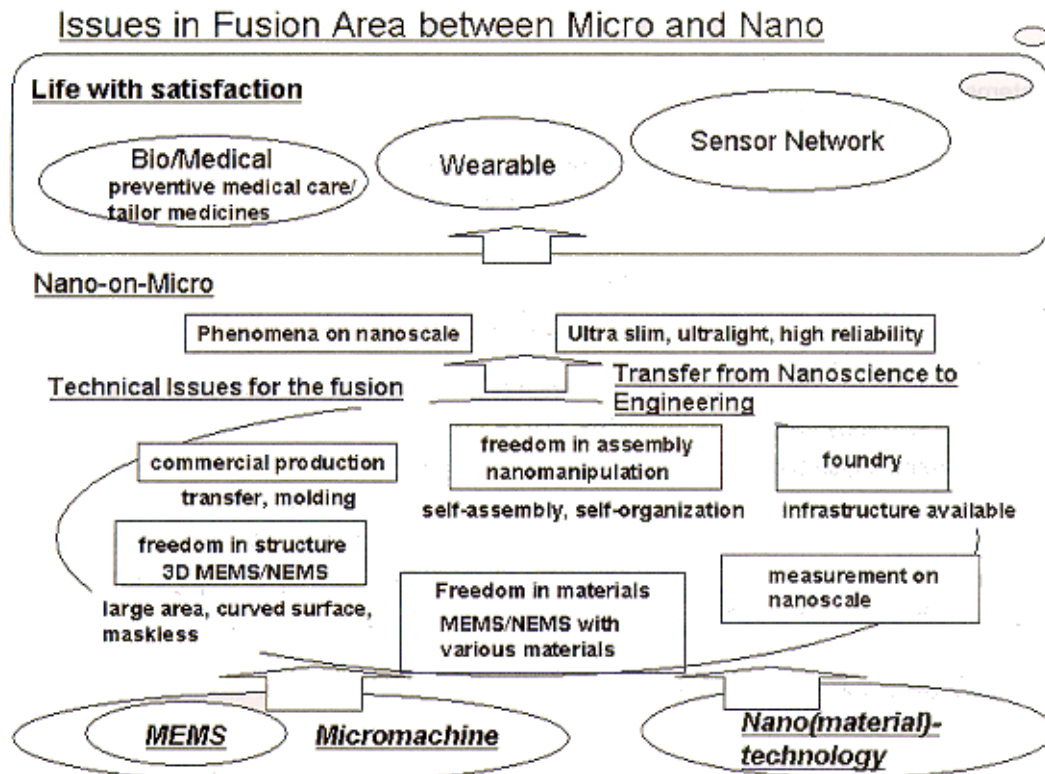 Issues in Fusion Area between Micro and Nano
Life with satisfaction
Bio/Medical
preventive medical care/
tailor medicines
Wearable
Sensor Network
Nano-on-Micro
Phenomena on nanoscale
Ultra slim, ultralight, high reliability
Technical Issues for the fusion
Transfer from Nanoscience to
Engineering
commercial production
transfer, molding
freedom in assembly
nanomanipulation
self-assembly, self-organization
foundry
infrastructure available
freedom in structure
3D MEMS/NEMS
large area, curved surface,
maskless
Freedom in materials
MEMS/NEMS with
various materials
measurement on
nanoscale
MEMS
Micromachine
Nano(material)-
technology